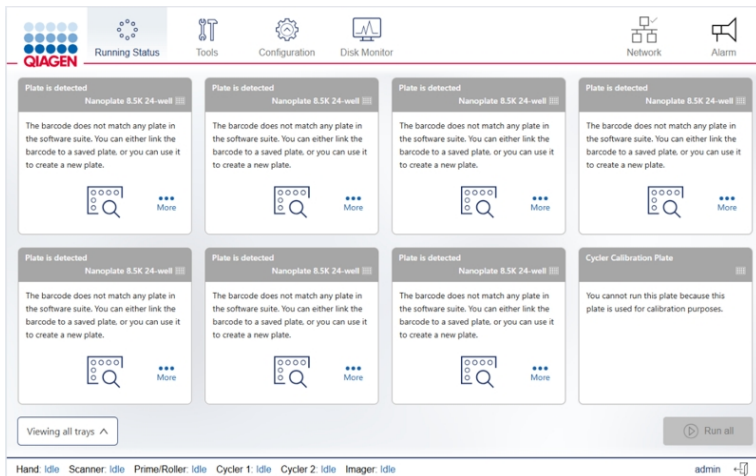 QIAGEN
Running Status
Tools
Configuration
Disk Monitor
Network
Alarm
Plate is detected
Nanoplate 8.5K 24-well
The barcode does not match any plate in
the software suite. You can either link the
barcode to a saved plate, or you can use it
to create a new plate.
More
Plate is detected
Nanoplate 8.5K 24-well
The barcode does not match any plate in
the software suite. You can either link the
barcode to a saved plate, or you can use it
to create a new plate.
More
Plate is detected
Nanoplate 8.5K 24-well
The barcode does not match any plate in
the software suite. You can either link the
barcode to a saved plate, or you can use it
to create a new plate.
More
Plate is detected
Nanoplate 8.5K 24-well
The barcode does not match any plate in
the software suite. You can either link the
barcode to a saved plate, or you can use it
to create a new plate.
More
Plate is detected
Nanoplate 8.5K 24-well
The barcode does not match any plate in
the software suite. You can either link the
barcode to a saved plate, or you can use it
to create a new plate.
More
Plate is detected
Nanoplate 8.5K 24-well
The barcode does not match any plate in
the software suite. You can either link the
barcode to a saved plate, or you can use it
to create a new plate.
More
Plate is detected
Nanoplate 8.5K 24-well
The barcode does not match any plate in
the software suite. You can either link the
barcode to a saved plate, or you can use it
to create a new plate.
More
Cycler Calibration Plate
You cannot run this plate because this
plate is used for calibration purposes.
Viewing all trays
Run all
Hand: Idle Scanner: Idle Prime/Roller: Idle Cycler 1: Idle Cycler 2: Idle Imager: Idle
admin